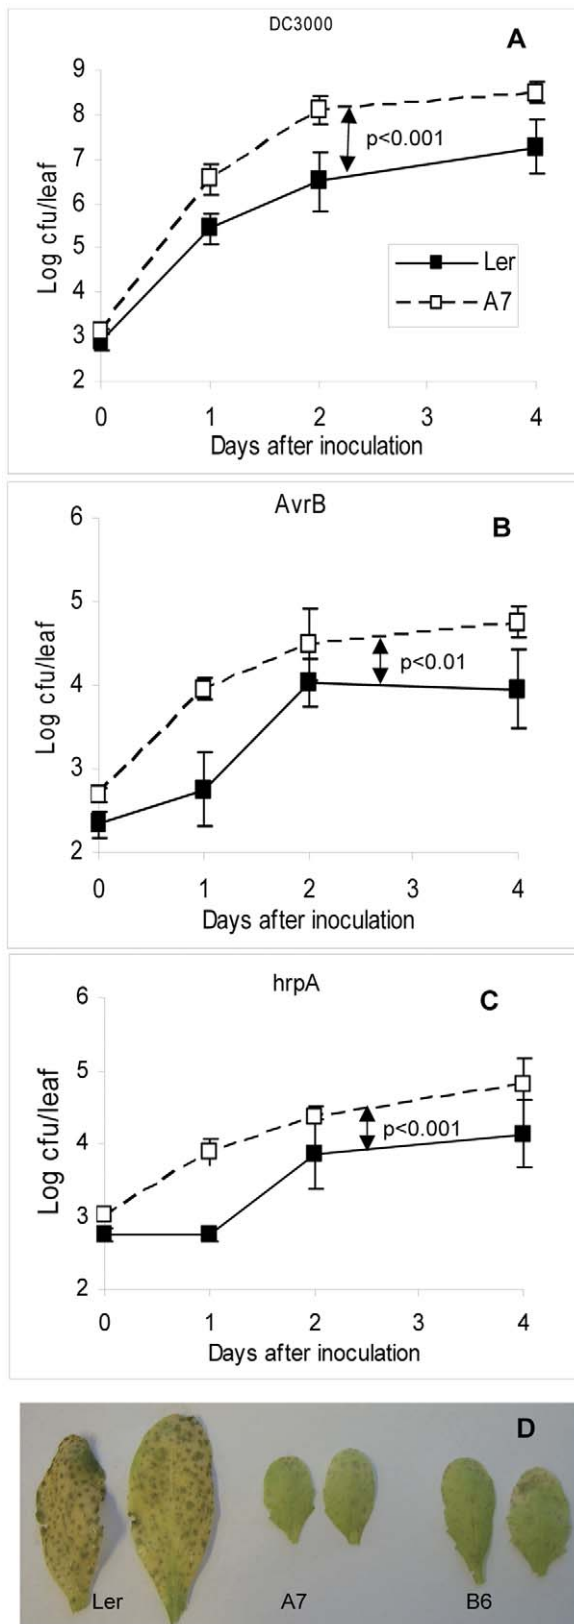 DC3000
A
9
8
7
6
5
4
3
2
Log cfu/leaf
p<0.001
Ler
A7
0 1 2 3 4
Days after inoculation
AvrB
B
6
5
4
3
2
Log cfu/leaf
p<0.01
0 1 2 3 4
Days after inoculation
hrpA
C
6
5
4
3
2
Log cfu/leaf
p<0.001
0 1 2 3 4
Days after inoculation
D
Ler A7 B6